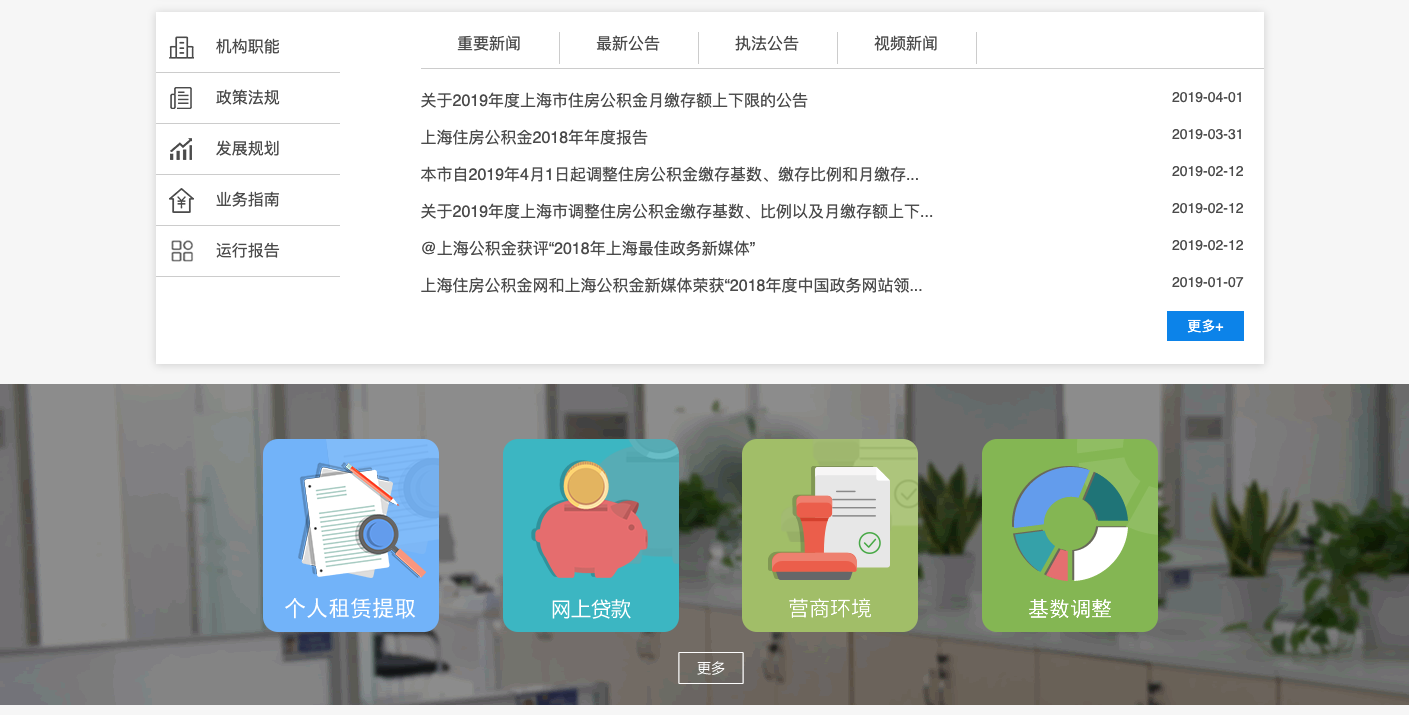 机构职能
政策法规
发展规划
业务指南
运行报告
重要新闻 最新公告 执法公告 视频新闻
关于2019年度上海市住房公积金月缴存额上下限的公告 2019-04-01
上海住房公积金2018年年度报告 2019-03-31
本市自2019年4月1日起调整住房公积金缴存基数、缴存比例和月缴存... 2019-02-12
关于2019年度上海市调整住房公积金缴存基数、比例以及月缴存额上下... 2019-02-12
@上海公积金获评“2018年上海最佳政务新媒体” 2019-02-12
上海住房公积金网和上海公积金新媒体荣获“2018年度中国政务网站领... 2019-01-07
更多+
个人租赁提取 网上贷款 营商环境 基数调整
更多